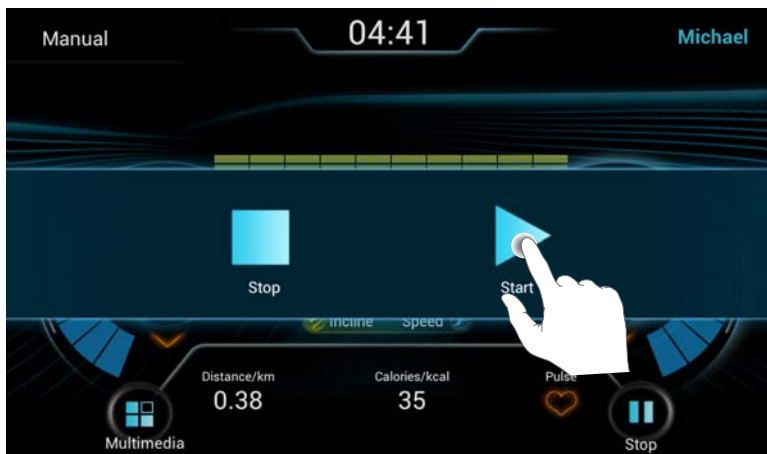 Manual
04:41
Michael
Stop
Start
Incline Speed
Distance/km
Calories/kcal
Pulse
0.38
35
Multimedia
Stop